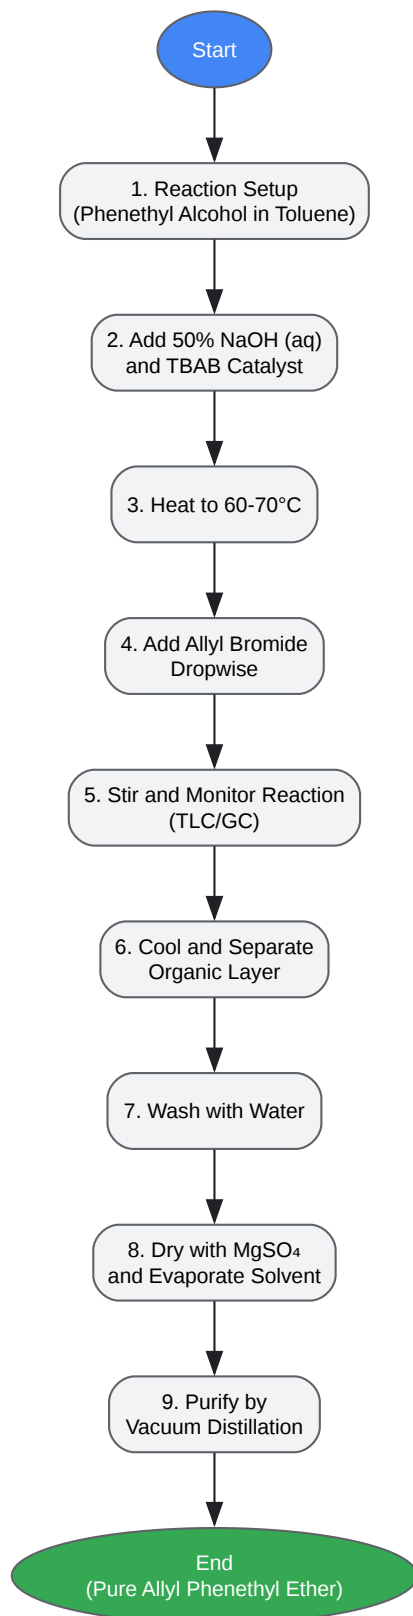 Start
1. Reaction Setup
(Phenethyl Alcohol in Toluene)
2. Add 50% NaOH (aq)
and TBAB Catalyst
3. Heat to 60-70°C
4. Add Allyl Bromide
Dropwise
5. Stir and Monitor Reaction
(TLC/GC)
6. Cool and Separate
Organic Layer
7. Wash with Water
8. Dry with MgSO₄
and Evaporate Solvent
9. Purify by
Vacuum Distillation
End
(Pure Allyl Phenethyl Ether)